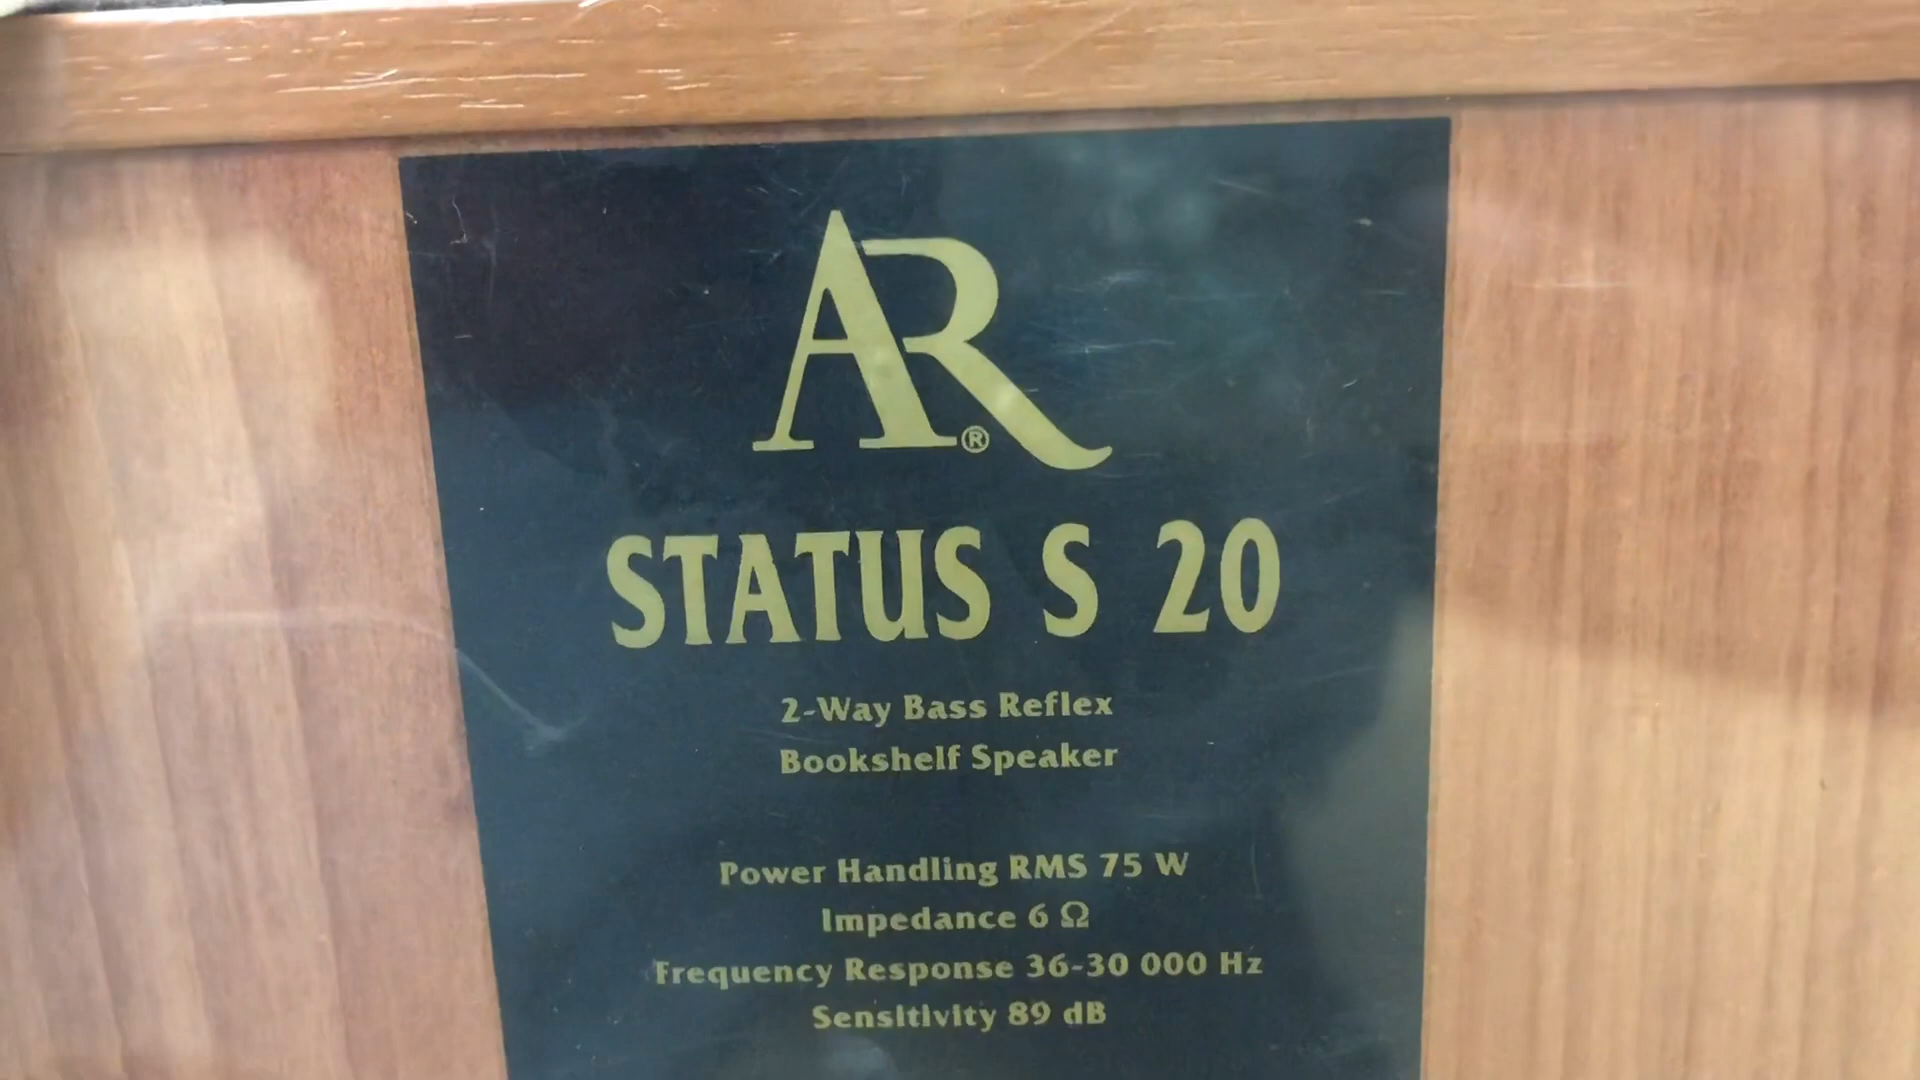 AR®
STATUS S 20
2-Way Bass Reflex
Bookshelf Speaker
Power Handling RMS 75 W
Impedance 6 Ω
Frequency Response 36-30 000 Hz
Sensitivity 89 dB